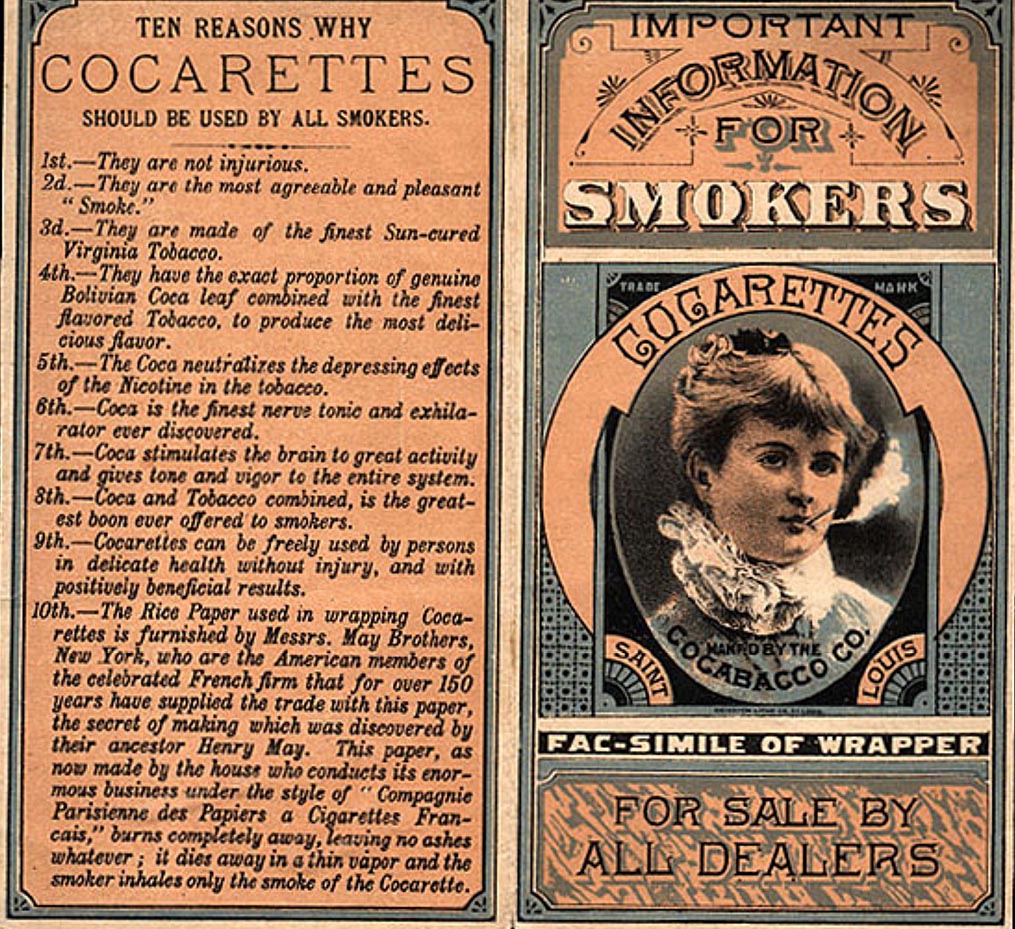 TEN REASONS WHY
COCARETTES
SHOULD BE USED BY ALL SMOKERS.
1st.—They are not injurious.
2d.—They are the most agreeable and pleasant
"Smoke."
3d.—They are made of the finest Sun-cured
Virginia Tobacco.
4th.—They have the exact proportion of genuine
Bolivian Coca leaf combined with the finest
flavored Tobacco, to produce the most deli-
cious flavor.
5th.—The Coca neutralizes the depressing effects
of the Nicotine in the tobacco.
6th.—Coca is the finest nerve tonic and exhila-
rator ever discovered.
7th.—Coca stimulates the brain to great activity
and gives tone and vigor to the entire system.
8th.—Coca and Tobacco combined, is the great-
est boon ever offered to smokers.
9th.—Cocarettes can be freely used by persons
in delicate health without injury, and with
positively beneficial results.
10th.—The Rice Paper used in wrapping Coca-
rettes is furnished by Messrs. May Brothers,
New York, who are the American members of
the celebrated French firm that for over 150
years have supplied the trade with this paper,
the secret of making which was discovered by
their ancestor Henry May. This paper, as
now made by the house who conducts its enor-
mous business under the style of "Compagnie
Parisienne des Papiers a Cigarettes Fran-
cais," burns completely away, leaving no ashes
whatever; it dies away in a thin vapor and the
smoker inhales only the smoke of the Cocarette.
IMPORTANT
INFORMATION
FOR
SMOKERS
TRADE MARK
COCARETTES
MANF'D BY THE
COCABACCO CO.
SAINT LOUIS
FAC-SIMILE OF WRAPPER
FOR SALE BY
ALL DEALERS